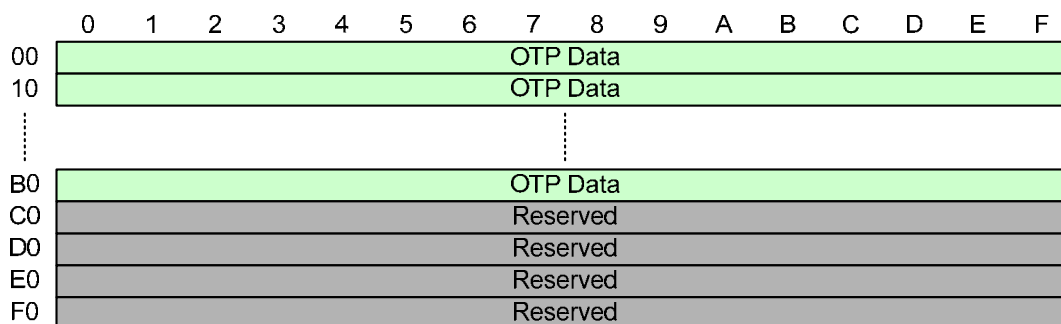 0 1 2 3 4 5 6 7 8 9 A B C D E F
00 OTP Data
10 OTP Data
B0 OTP Data
C0 Reserved
D0 Reserved
E0 Reserved
F0 Reserved